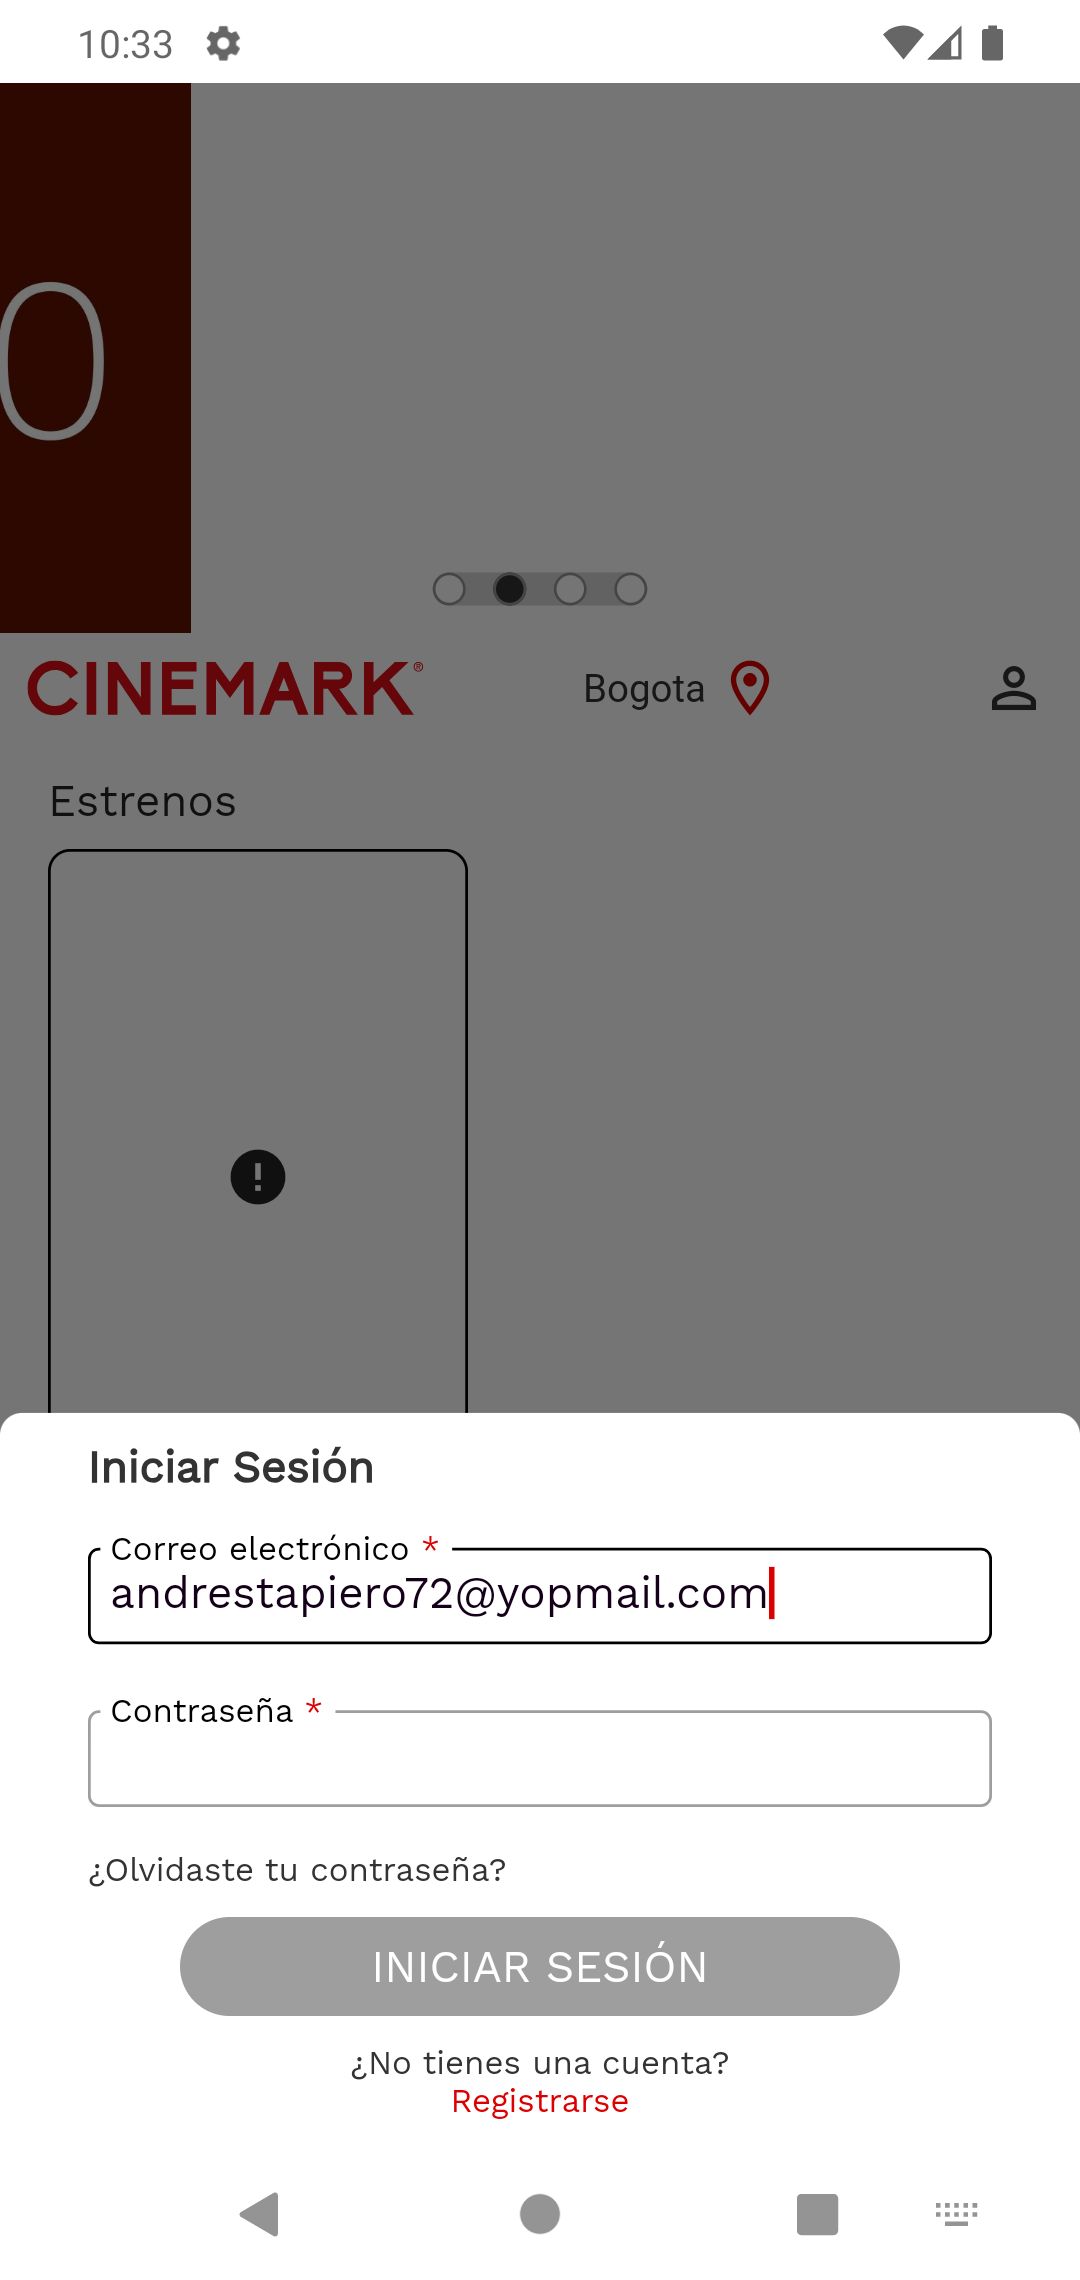 10:33
0
CINEMARK®
Bogota
Estrenos
Iniciar Sesión
Correo electrónico *
andrestapiero72@yopmail.com
Contraseña *
¿Olvidaste tu contraseña?
INICIAR SESIÓN
¿No tienes una cuenta?
Registrarse